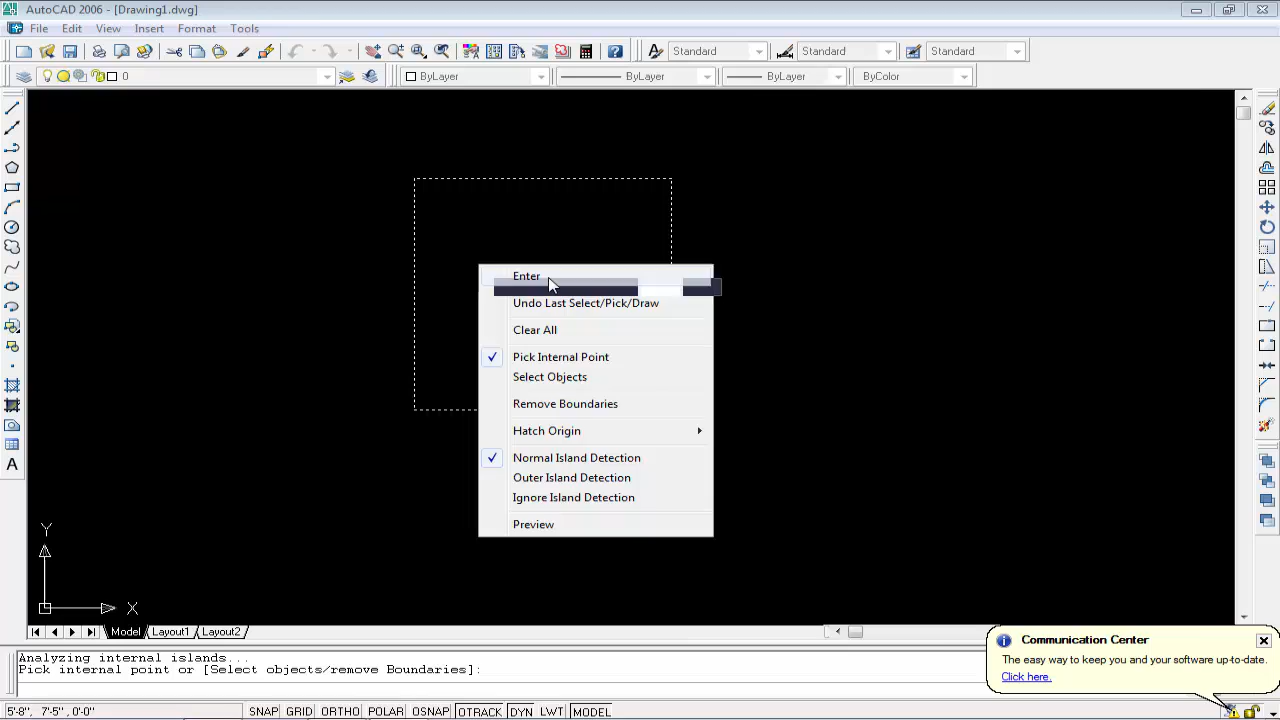 AutoCAD 2006 - [Drawing1.dwg]
File Edit View Insert Format Tools
Standard Standard Standard
0 ByLayer ByLayer ByLayer ByColor
Enter
Undo Last Select/Pick/Draw
Clear All
Pick Internal Point
Select Objects
Remove Boundaries
Hatch Origin
Normal Island Detection
Outer Island Detection
Ignore Island Detection
Preview
A
Y
X
Model Layout1 Layout2
Communication Center
The easy way to keep you and your software up-to-date.
Click here.
Analyzing internal islands...
Pick internal point or [Select objects/remove Boundaries]:
5'-8", 7'-5", 0'-0" SNAP GRID ORTHO POLAR OSNAP OTRACK DYN LWT MODEL